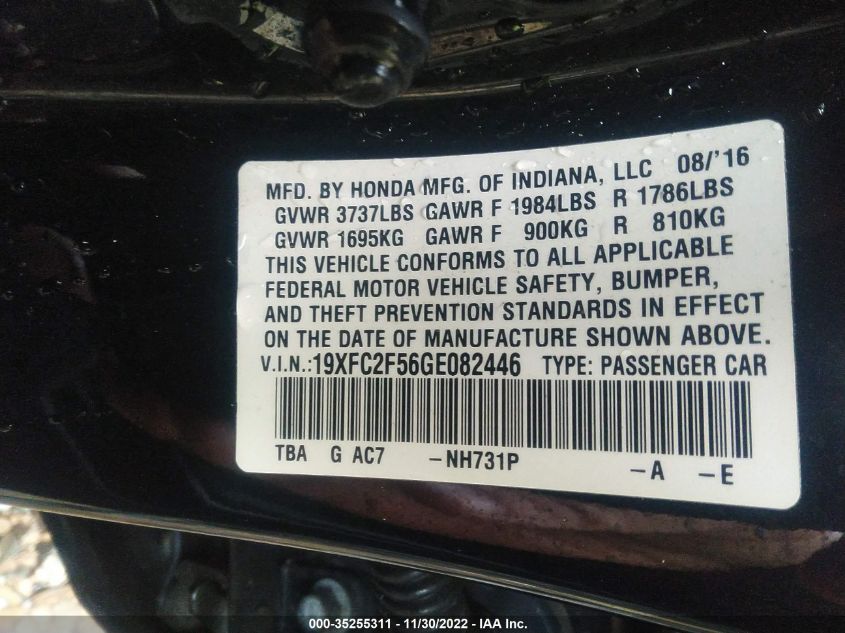 MFD. BY HONDA MFG. OF INDIANA, LLC 08/'16
GVWR 3737LBS GAWR F 1984LBS R 1786LBS
GVWR 1695KG GAWR F 900KG R 810KG
THIS VEHICLE CONFORMS TO ALL APPLICABLE
FEDERAL MOTOR VEHICLE SAFETY, BUMPER,
AND THEFT PREVENTION STANDARDS IN EFFECT
ON THE DATE OF MANUFACTURE SHOWN ABOVE.
V.I.N.:19XFC2F56GE082446 TYPE: PASSENGER CAR
TBA G AC7 -NH731P -A -E
000-35255311 - 11/30/2022 - IAA Inc.